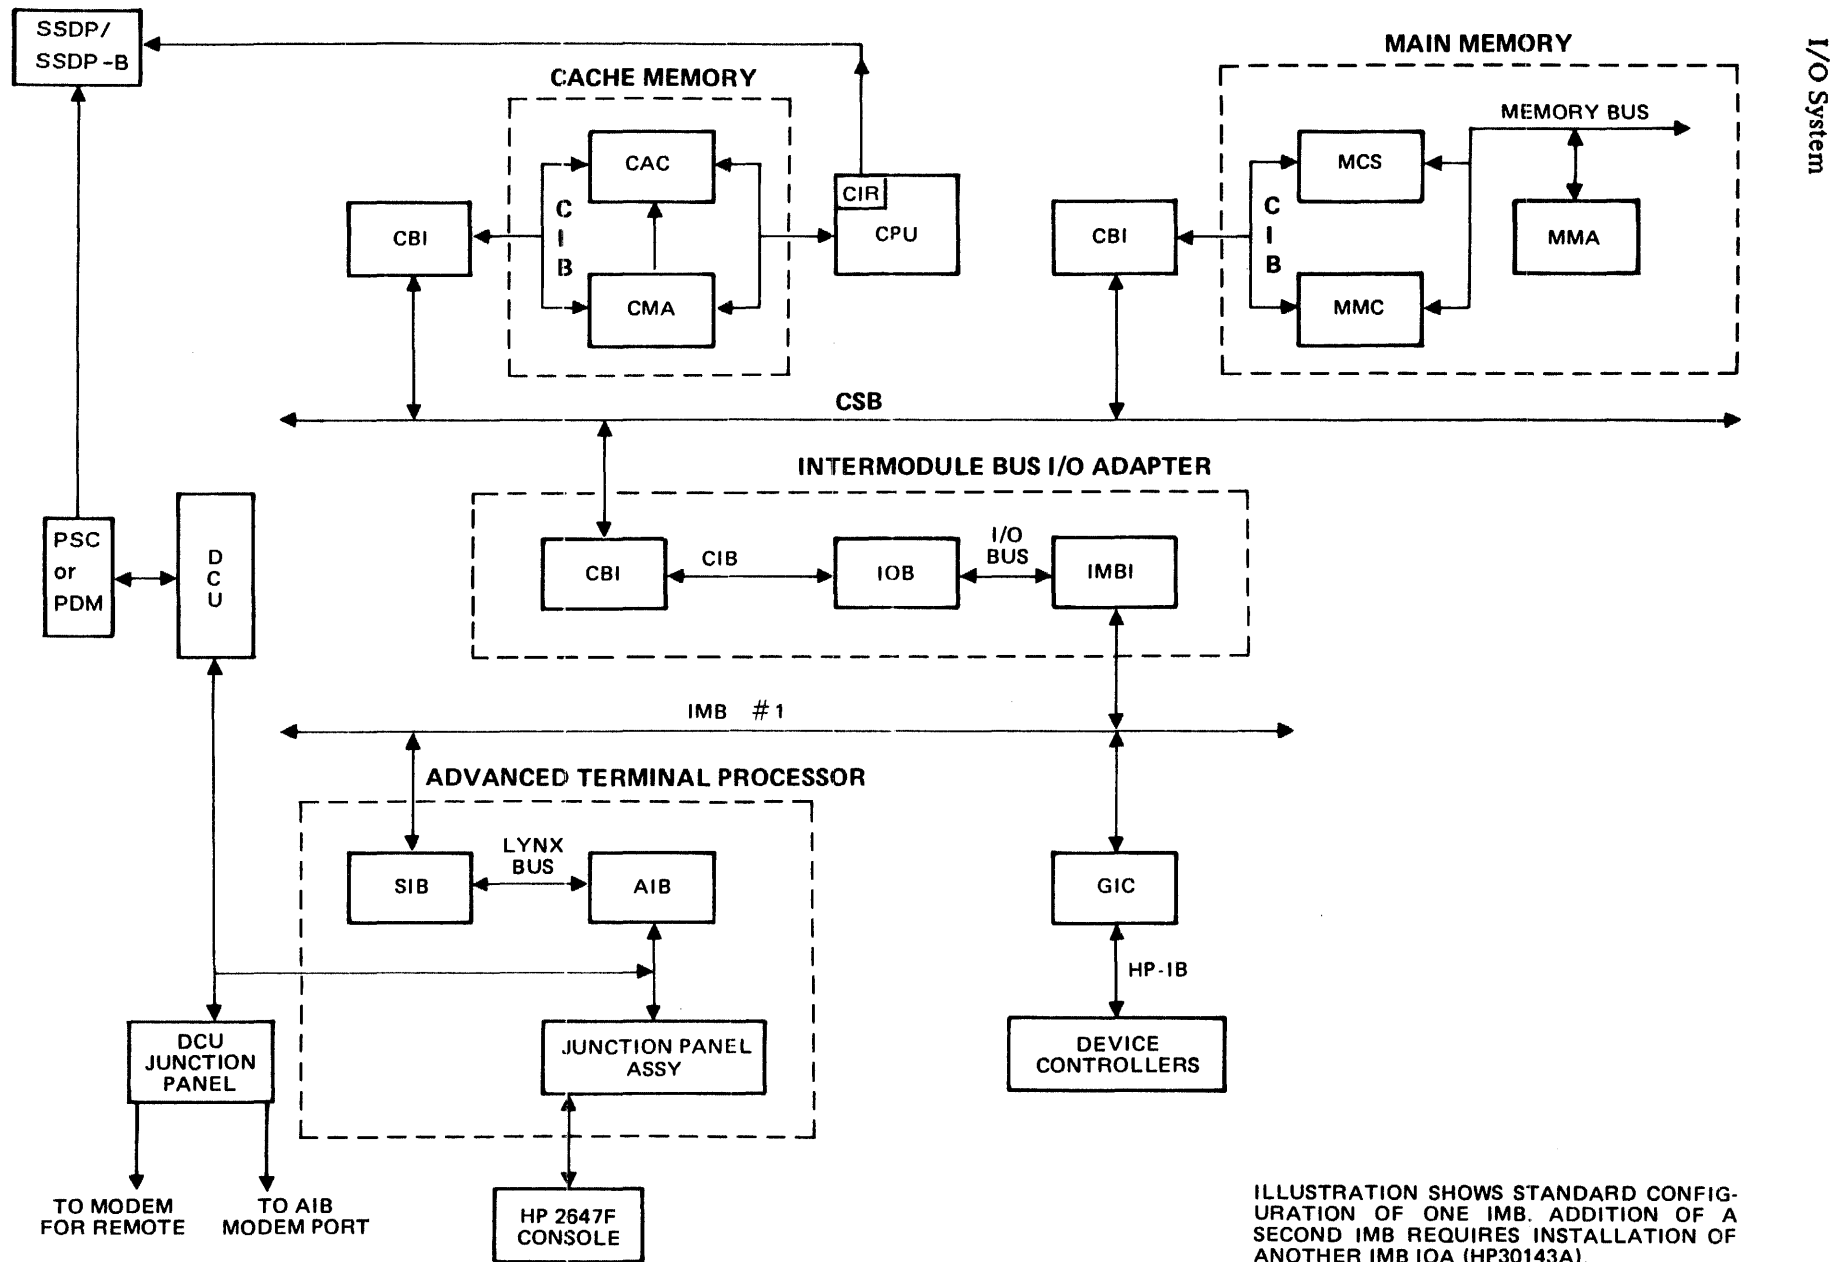 I/O System
SSDP/
SSDP-B
CACHE MEMORY
MAIN MEMORY
MEMORY BUS
CAC
MCS
CIR
CPU
CBI
C
I
B
CMA
CBI
C
I
B
MMC
MMA
CSB
INTERMODULE BUS I/O ADAPTER
PSC
or
PDM
D
C
U
CBI
CIB
IOB
I/O
BUS
IMBI
IMB #1
ADVANCED TERMINAL PROCESSOR
SIB
LYNX
BUS
AIB
GIC
HP-IB
DCU
JUNCTION
PANEL
JUNCTION PANEL
ASSY
DEVICE
CONTROLLERS
TO MODEM
FOR REMOTE
TO AIB
MODEM PORT
HP 2647F
CONSOLE
ILLUSTRATION SHOWS STANDARD CONFIG-
URATION OF ONE IMB. ADDITION OF A
SECOND IMB REQUIRES INSTALLATION OF
ANOTHER IMB IOA (HP30143A).